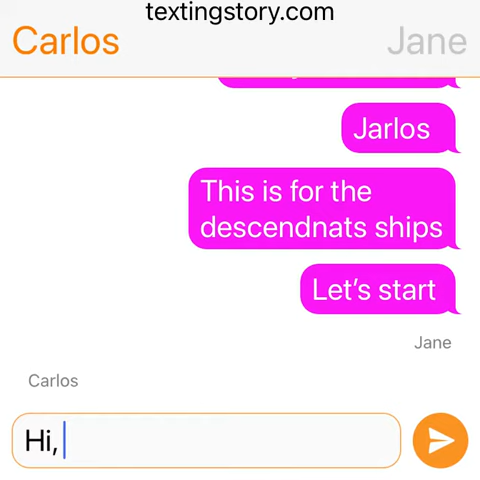 textingstory.com
Carlos
Jane
Jarlos
This is for the
descendnats ships
Let's start
Jane
Carlos
Hi,